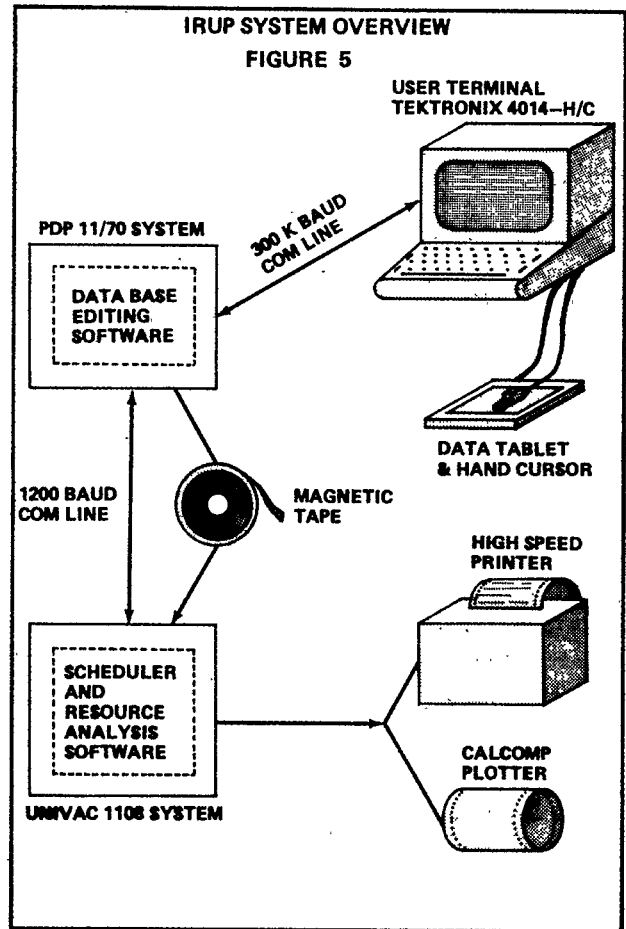 IRUP SYSTEM OVERVIEW
FIGURE 5
USER TERMINAL
TEKTRONIX 4014-H/C
PDP 11/70 SYSTEM
300 K BAUD
COM LINE
DATA BASE
EDITING
SOFTWARE
DATA TABLET
& HAND CURSOR
1200 BAUD
COM LINE
MAGNETIC
TAPE
HIGH SPEED
PRINTER
SCHEDULER
AND
RESOURCE
ANALYSIS
SOFTWARE
CALCOMP
PLOTTER
UNIVAC 1108 SYSTEM